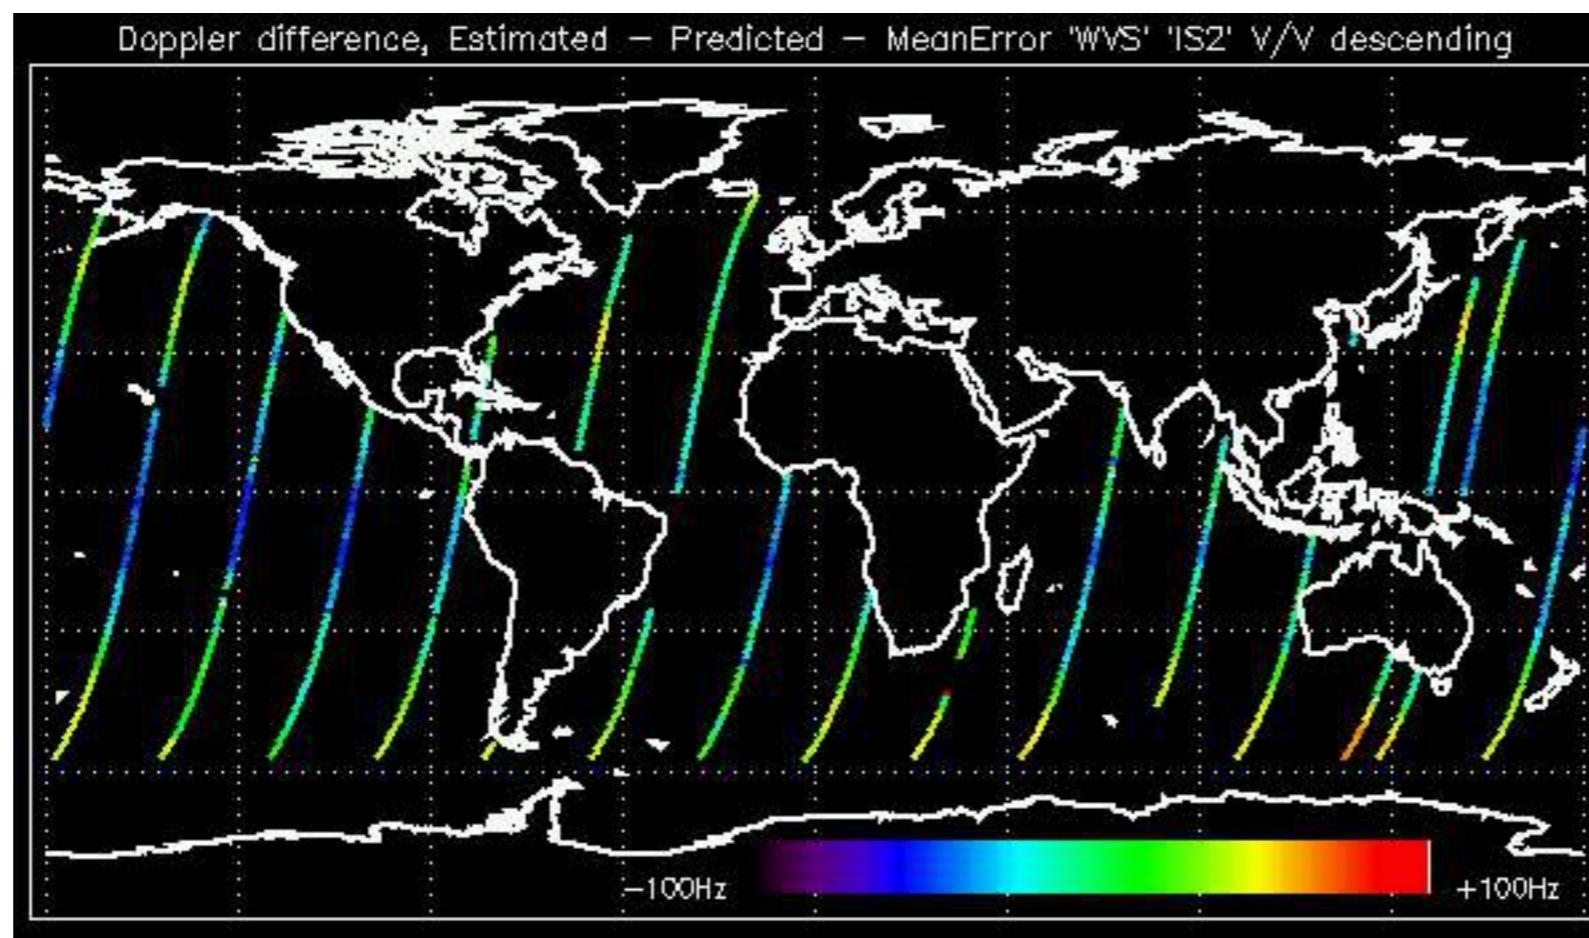 Doppler difference, Estimated − Predicted − MeanError 'WVS' 'IS2' V/V descending
−100Hz +100Hz